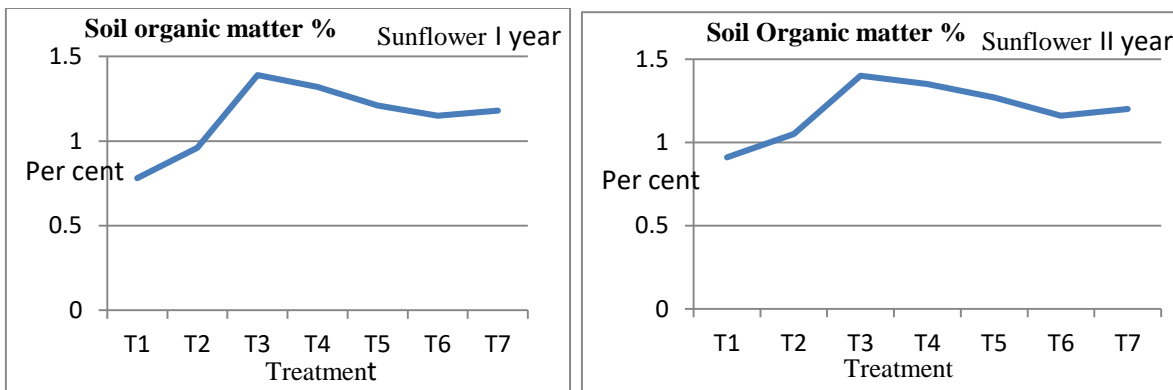 Soil organic matter %
Sunflower I year
1.5
1
Per cent
0.5
0
T1 T2 T3 T4 T5 T6 T7
Treatment
Soil Organic matter %
Sunflower II year
1.5
1
Per cent
0.5
0
T1 T2 T3 T4 T5 T6 T7
Treatment